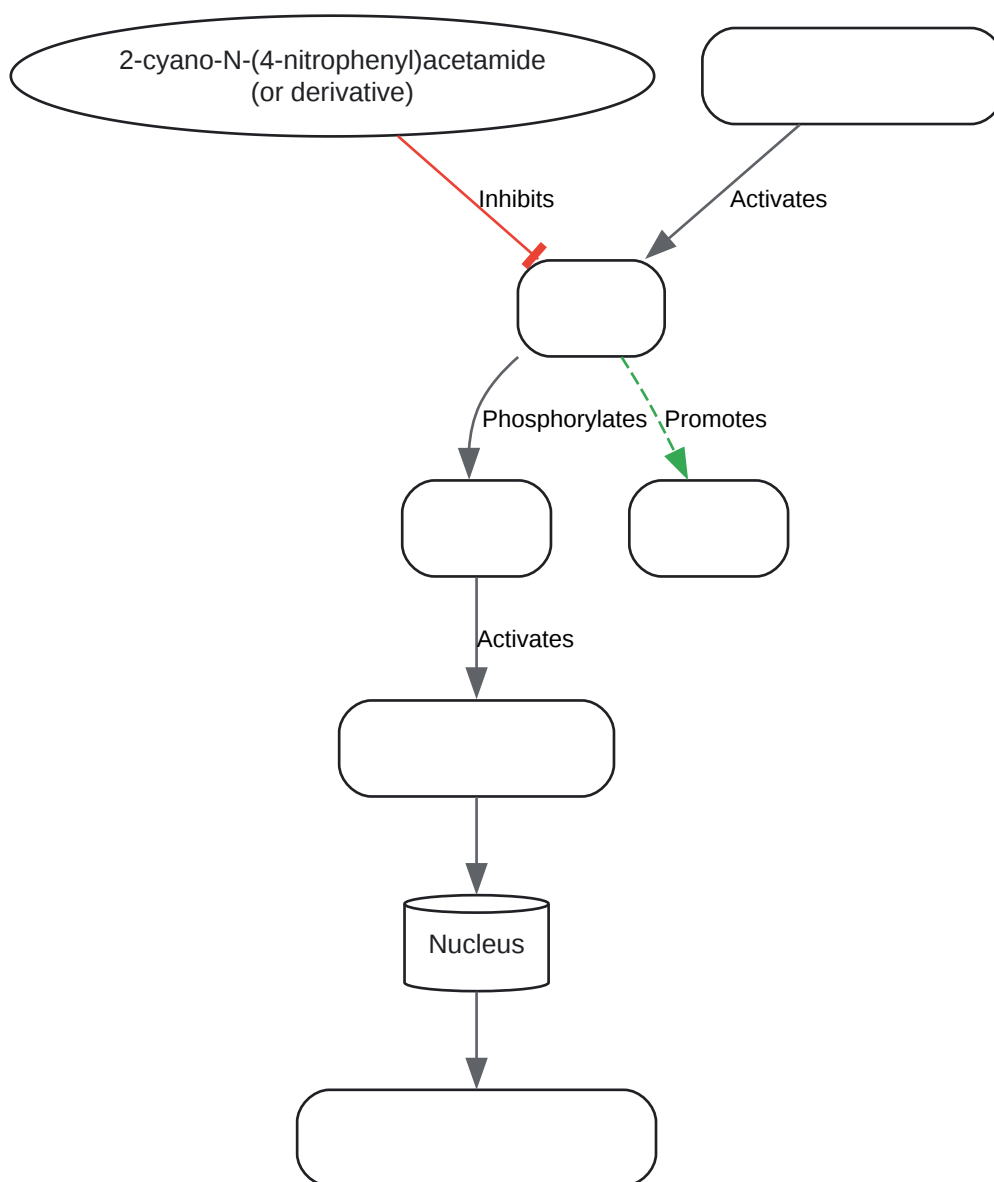 2-cyano-N-(4-nitrophenyl)acetamide
(or derivative)
Inhibits
Activates
Phosphorylates
Promotes
Activates
Nucleus